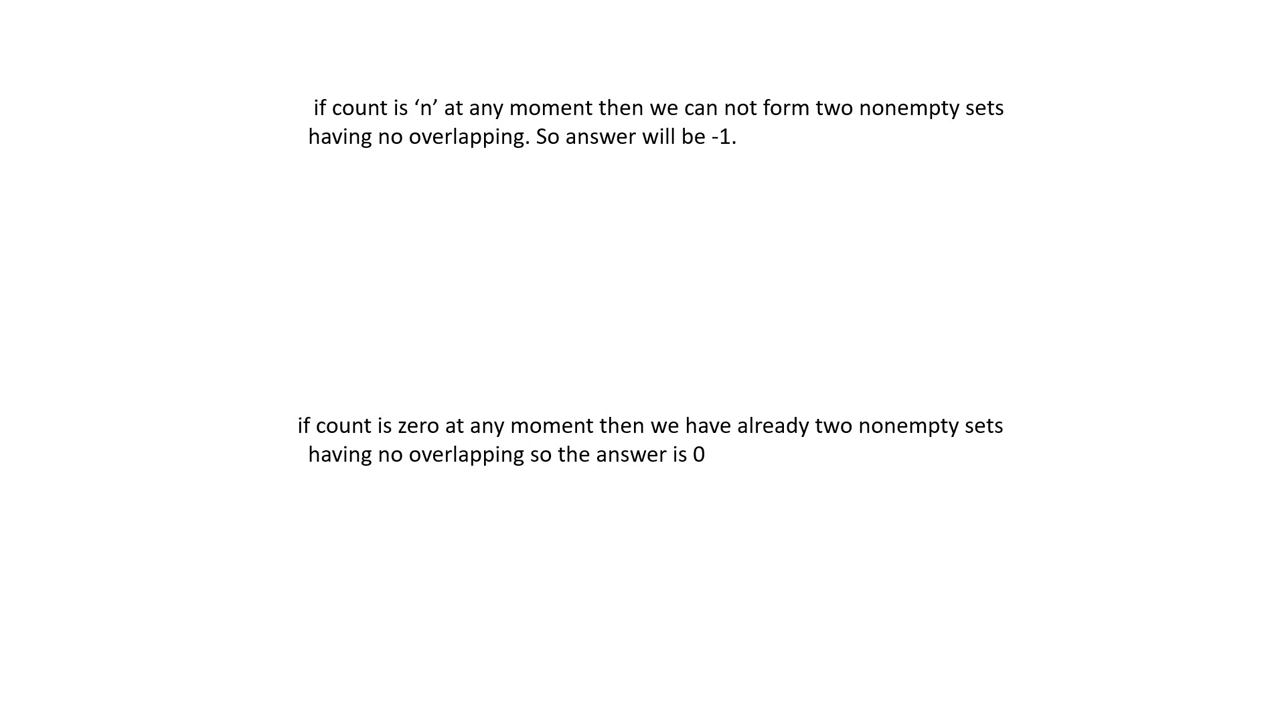 if count is ‘n’ at any moment then we can not form two nonempty sets
having no overlapping. So answer will be -1.
if count is zero at any moment then we have already two nonempty sets
having no overlapping so the answer is 0